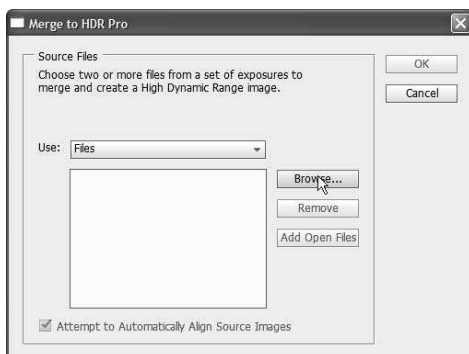 Merge to HDR Pro
Source Files
Choose two or more files from a set of exposures to
merge and create a High Dynamic Range image.
OK
Cancel
Use: Files
Browse...
Remove
Add Open Files
Attempt to Automatically Align Source Images